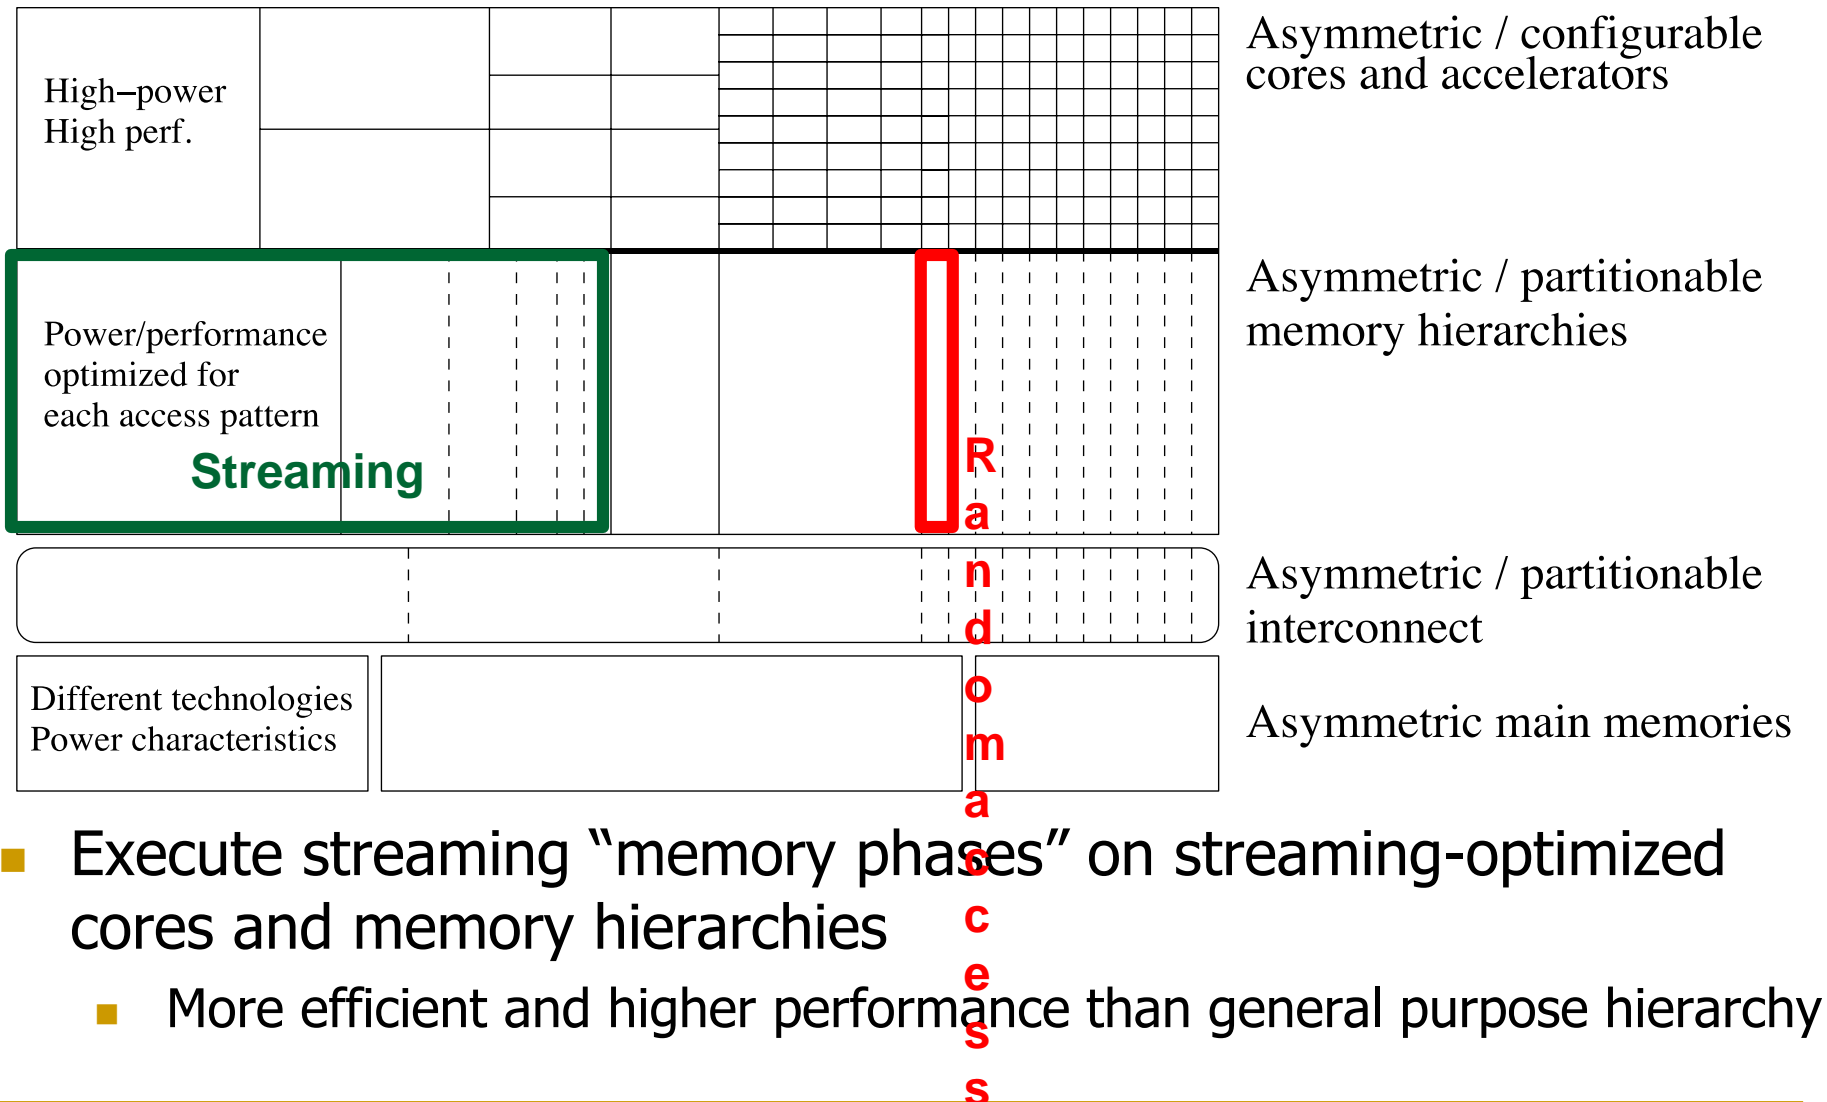 High–power
High perf.
Asymmetric / configurable
cores and accelerators
Power/performance
optimized for
each access pattern
Streaming
Asymmetric / partitionable
memory hierarchies
Random access
Asymmetric / partitionable
interconnect
Different technologies
Power characteristics
Asymmetric main memories
Execute streaming “memory phases” on streaming-optimized
cores and memory hierarchies
More efficient and higher performance than general purpose hierarchy